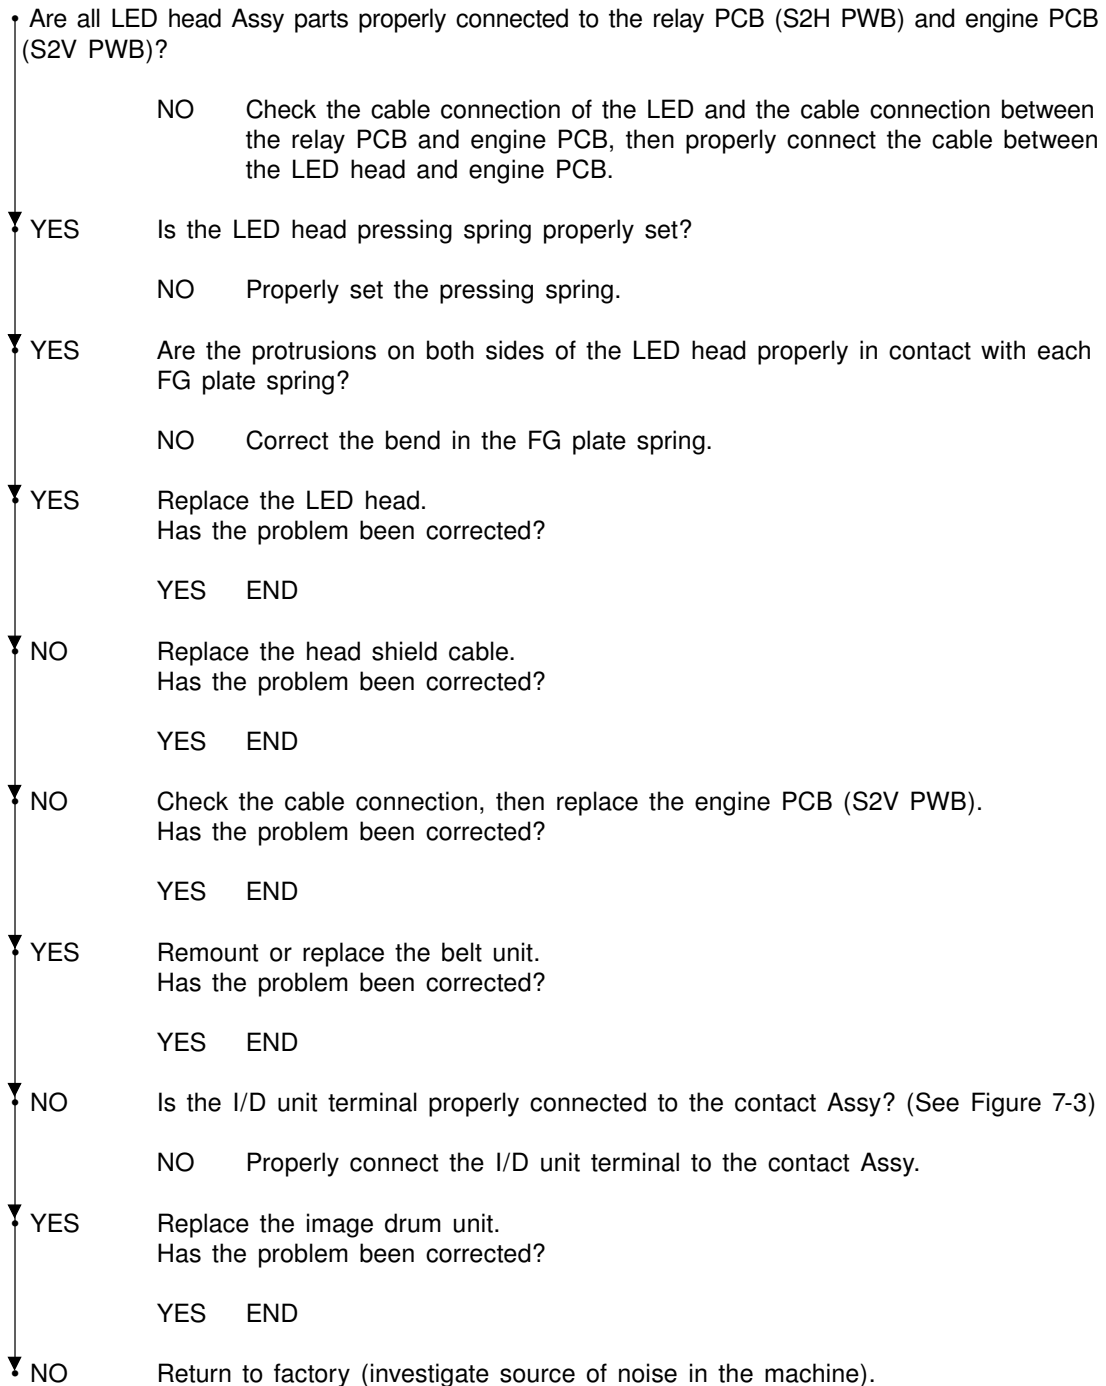 Are all LED head Assy parts properly connected to the relay PCB (S2H PWB) and engine PCB
(S2V PWB)?
NO Check the cable connection of the LED and the cable connection between
the relay PCB and engine PCB, then properly connect the cable between
the LED head and engine PCB.
YES Is the LED head pressing spring properly set?
NO Properly set the pressing spring.
YES Are the protrusions on both sides of the LED head properly in contact with each
FG plate spring?
NO Correct the bend in the FG plate spring.
YES Replace the LED head.
Has the problem been corrected?
YES END
NO Replace the head shield cable.
Has the problem been corrected?
YES END
NO Check the cable connection, then replace the engine PCB (S2V PWB).
Has the problem been corrected?
YES END
YES Remount or replace the belt unit.
Has the problem been corrected?
YES END
NO Is the I/D unit terminal properly connected to the contact Assy? (See Figure 7-3)
NO Properly connect the I/D unit terminal to the contact Assy.
YES Replace the image drum unit.
Has the problem been corrected?
YES END
NO Return to factory (investigate source of noise in the machine).